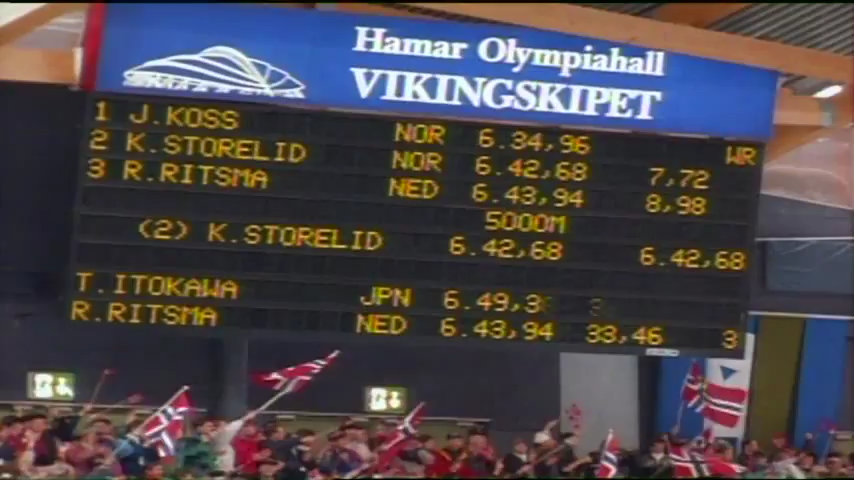 Hamar Olympiahall
VIKINGSKIPET
1 J.KOSS NOR 6.34,96 WR
2 K.STORELID NOR 6.42,68 7,72
3 R.RITSMA NED 6.43,94 8,98
5000M
(2) K.STORELID 6.42,68 6.42,68
T.ITOKAWA JPN
R.RITSMA NED 6.43,94 33,46 3